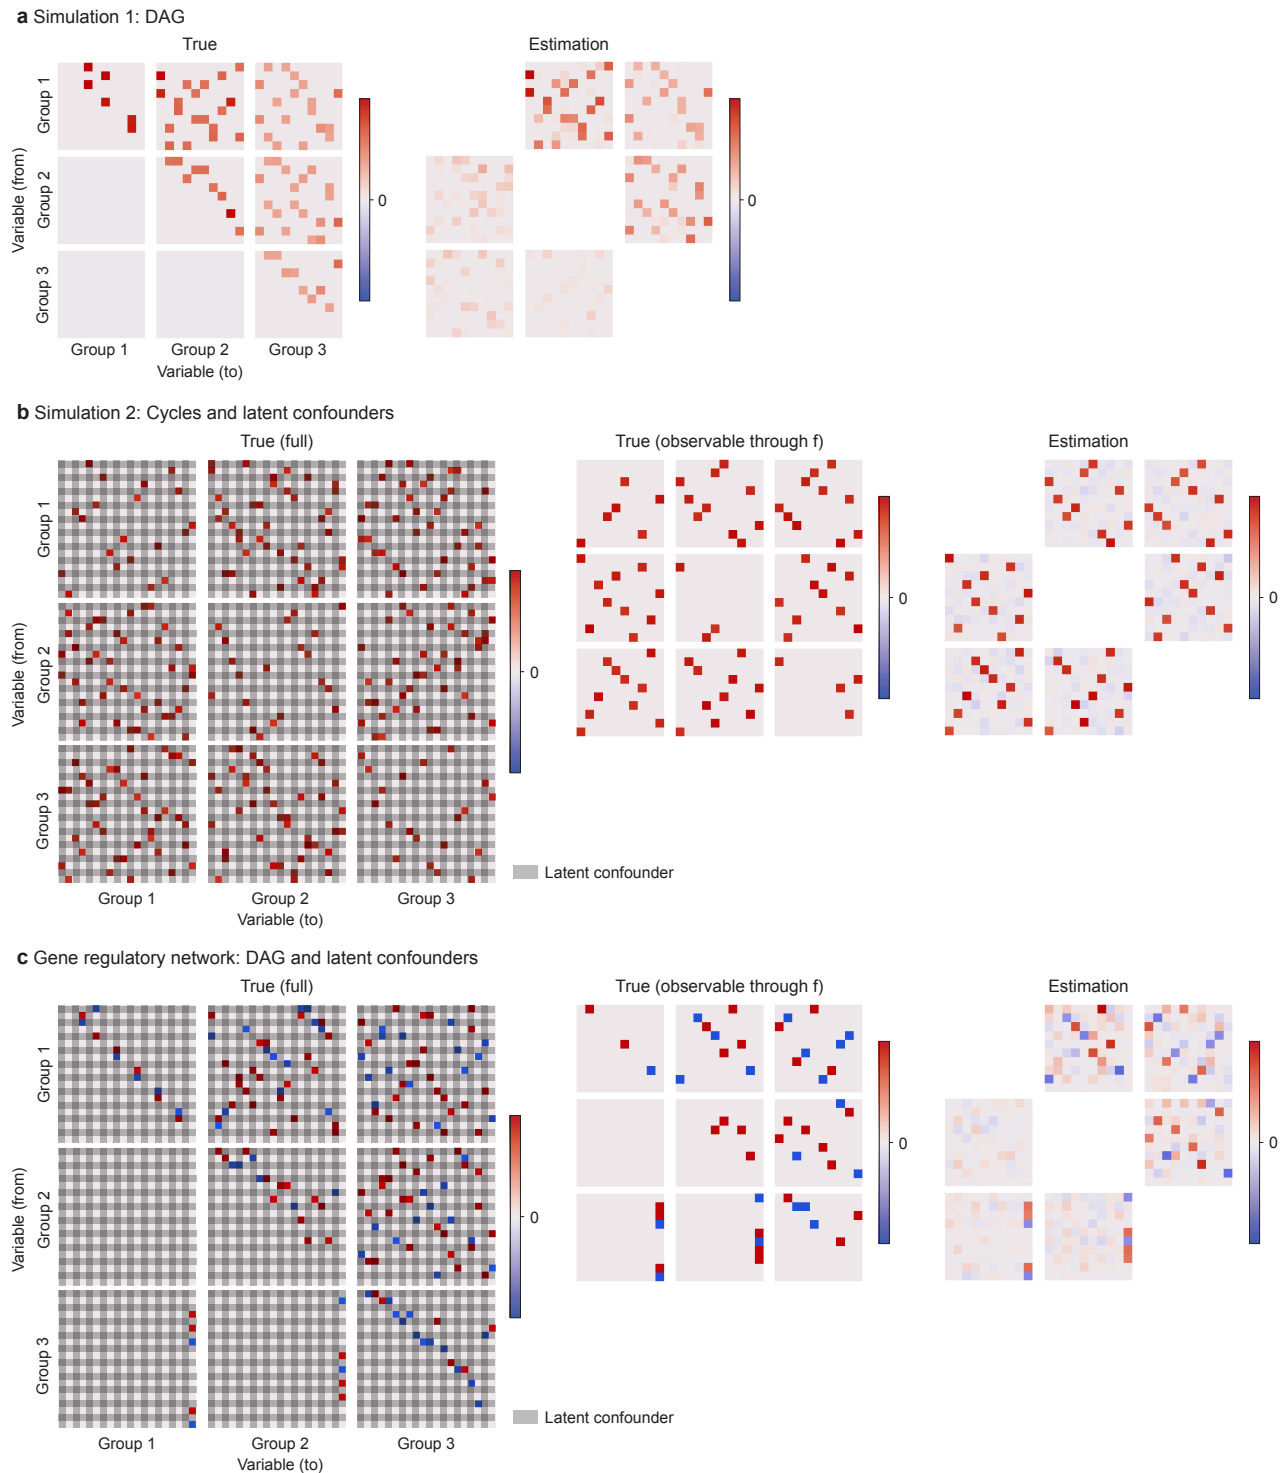 a Simulation 1: DAG
True
Estimation
Group 1
Group 2
Group 3
Variable (from)
0
0
Group 1
Group 2
Group 3
Variable (to)
b Simulation 2: Cycles and latent confounders
True (full)
True (observable through f)
Estimation
Group 1
Group 2
Group 3
Variable (from)
0
0
0
Latent confounder
Group 1
Group 2
Group 3
Variable (to)
c Gene regulatory network: DAG and latent confounders
True (full)
True (observable through f)
Estimation
Group 1
Group 2
Group 3
Variable (from)
0
0
0
Latent confounder
Group 1
Group 2
Group 3
Variable (to)